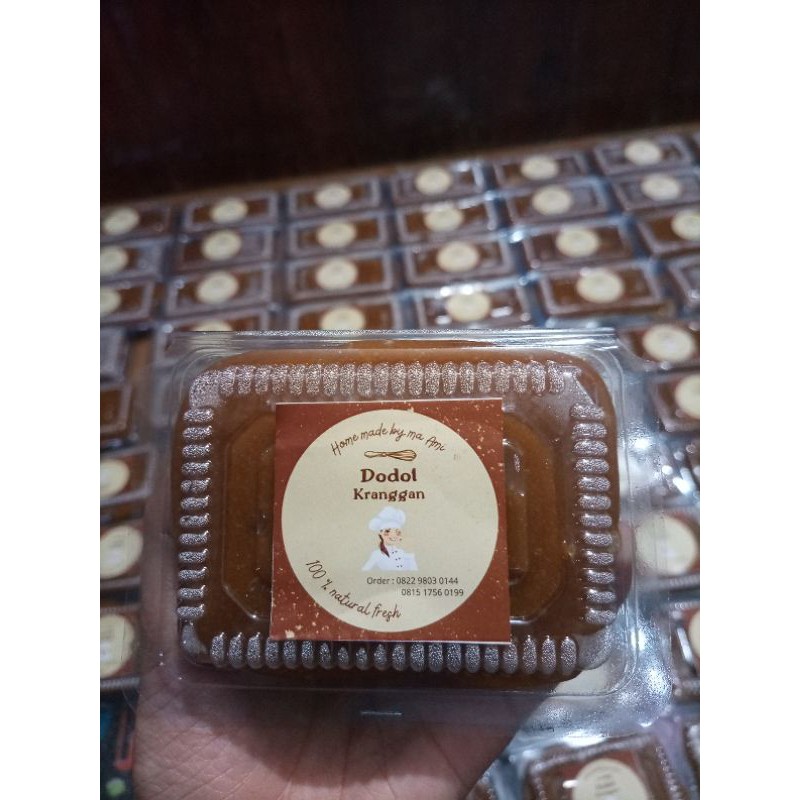 Home made by ma Ami
Dodol
Kranggan
Order : 0822 9803 0144
0815 1756 0199
100 % natural fresh